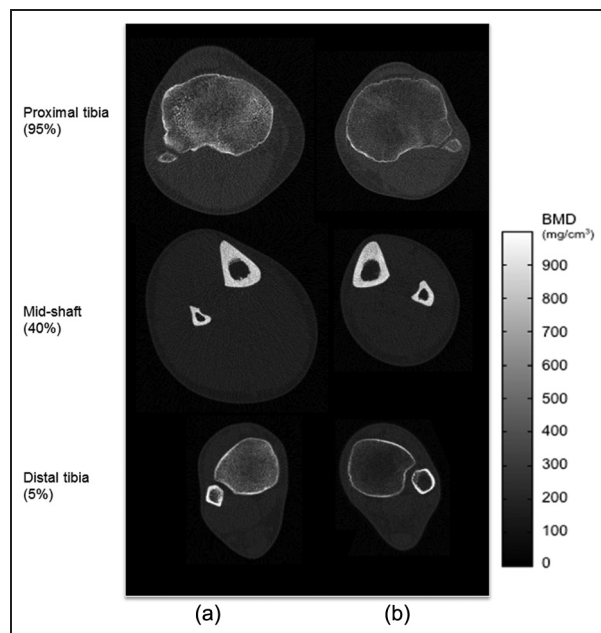 Proximal tibia
(95%)
Mid-shaft
(40%)
Distal tibia
(5%)
BMD
(mg/cm³)
900
800
700
600
500
400
300
200
100
0
(a)
(b)